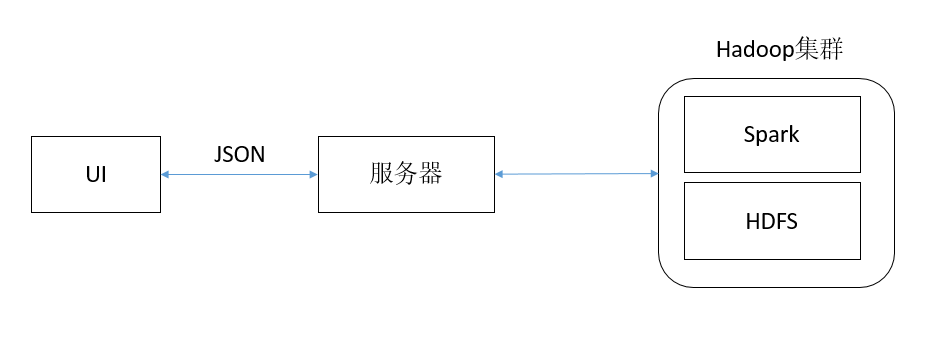 Hadoop集群
Spark
JSON
UI
服务器
HDFS